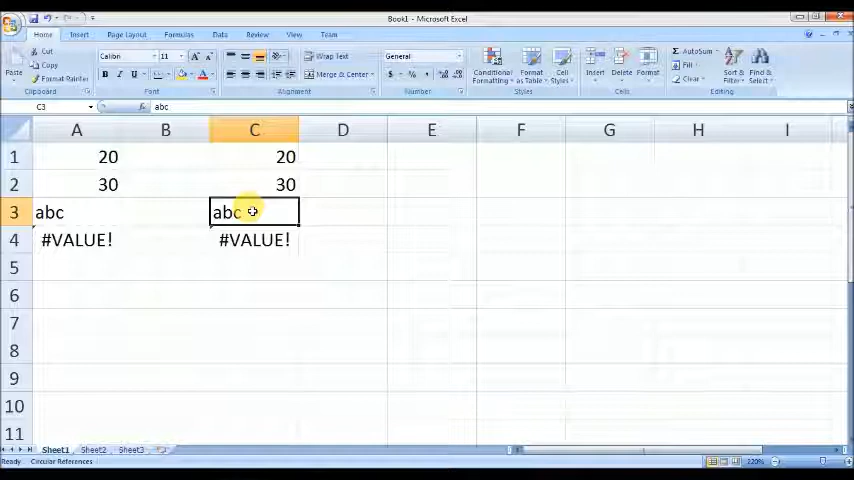 Book1 - Microsoft Excel
Home Insert Page Layout Formulas Data Review View Team
Paste
Cut
Copy
Format Painter
Clipboard
Calibri 11
B I U
Font
Wrap Text
Merge & Center
Alignment
General
$ % ,
Number
Conditional Formatting
Format as Table
Cell Styles
Styles
Insert Delete Format
Cells
Σ AutoSum
Fill
Clear
Sort & Filter
Find & Select
Editing
C3 fx abc
A B C D E F G H I
1 20 20
2 30 30
3 abc abc
4 #VALUE! #VALUE!
5
6
7
8
9
10
11
Sheet1 Sheet2 Sheet3
Ready Circular References 220%